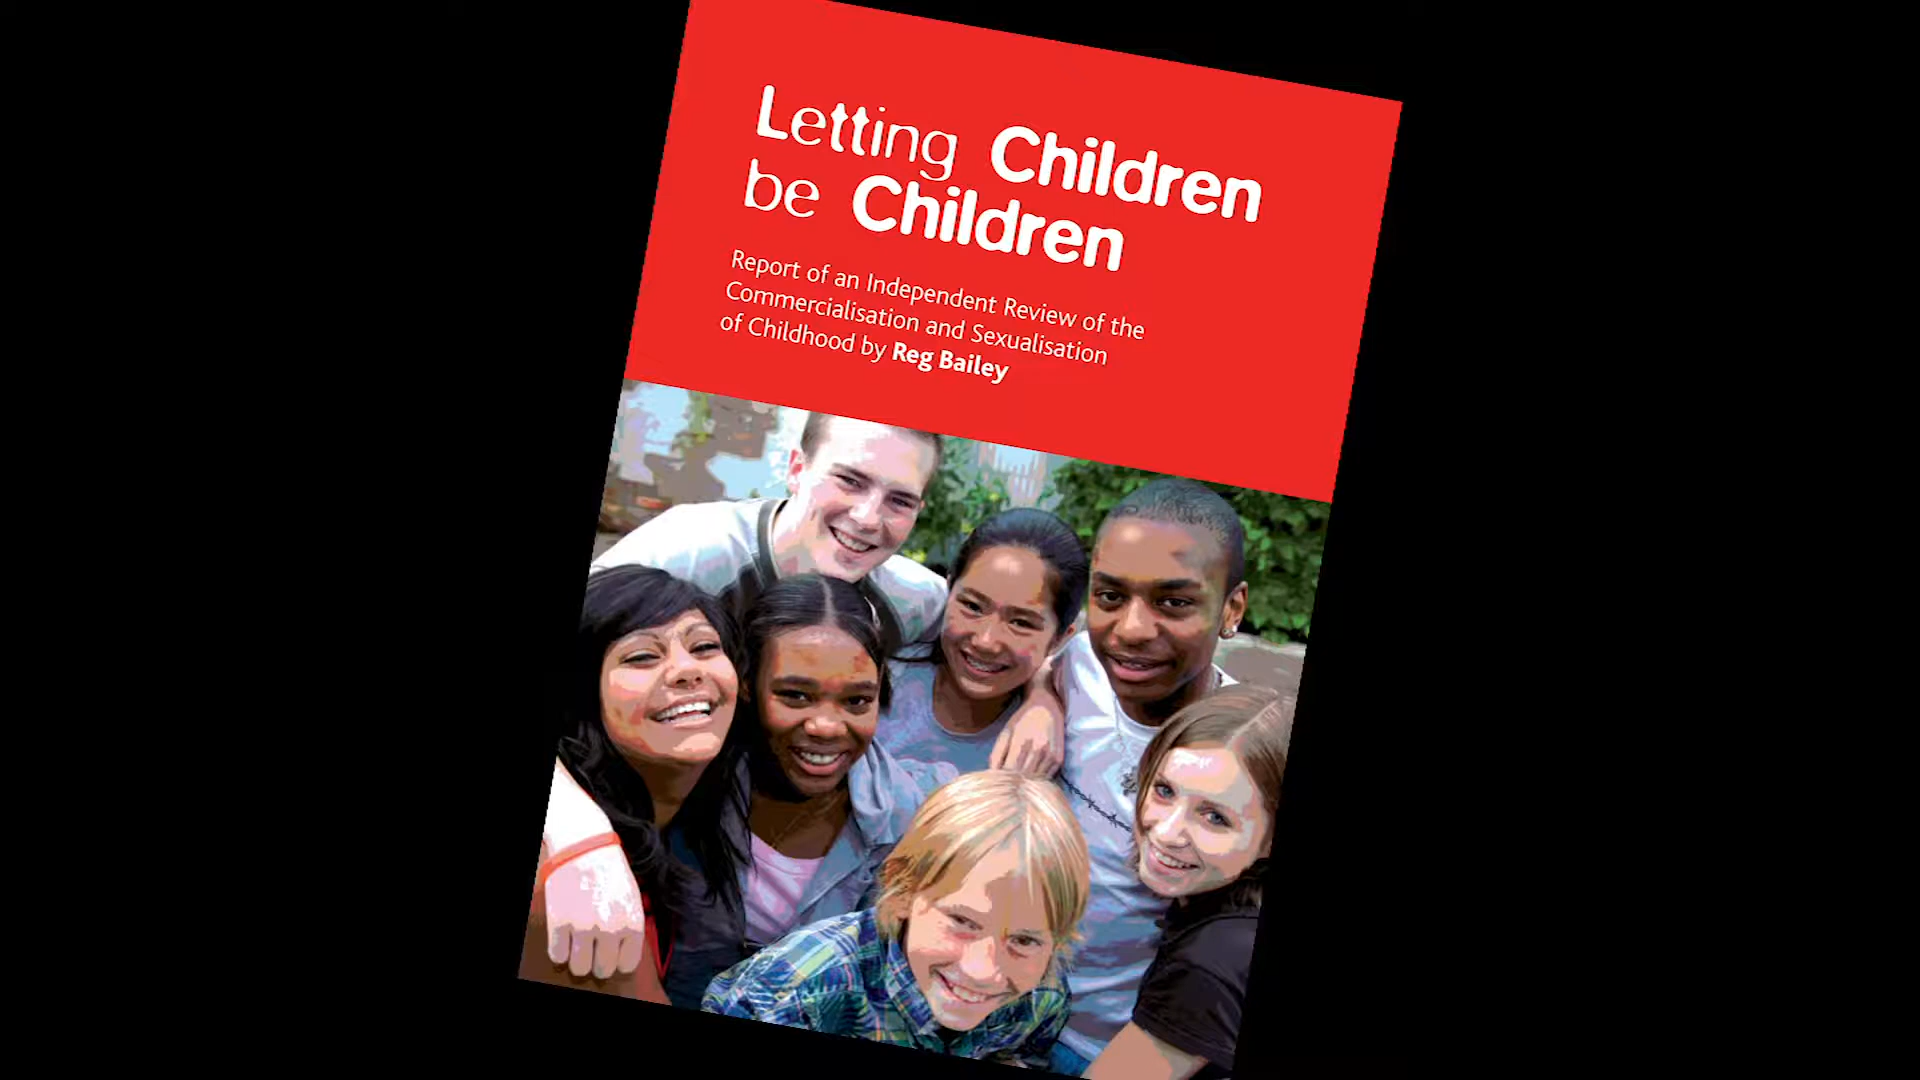 Letting Children
be Children
Report of an Independent Review of the
Commercialisation and Sexualisation
of Childhood by Reg Bailey